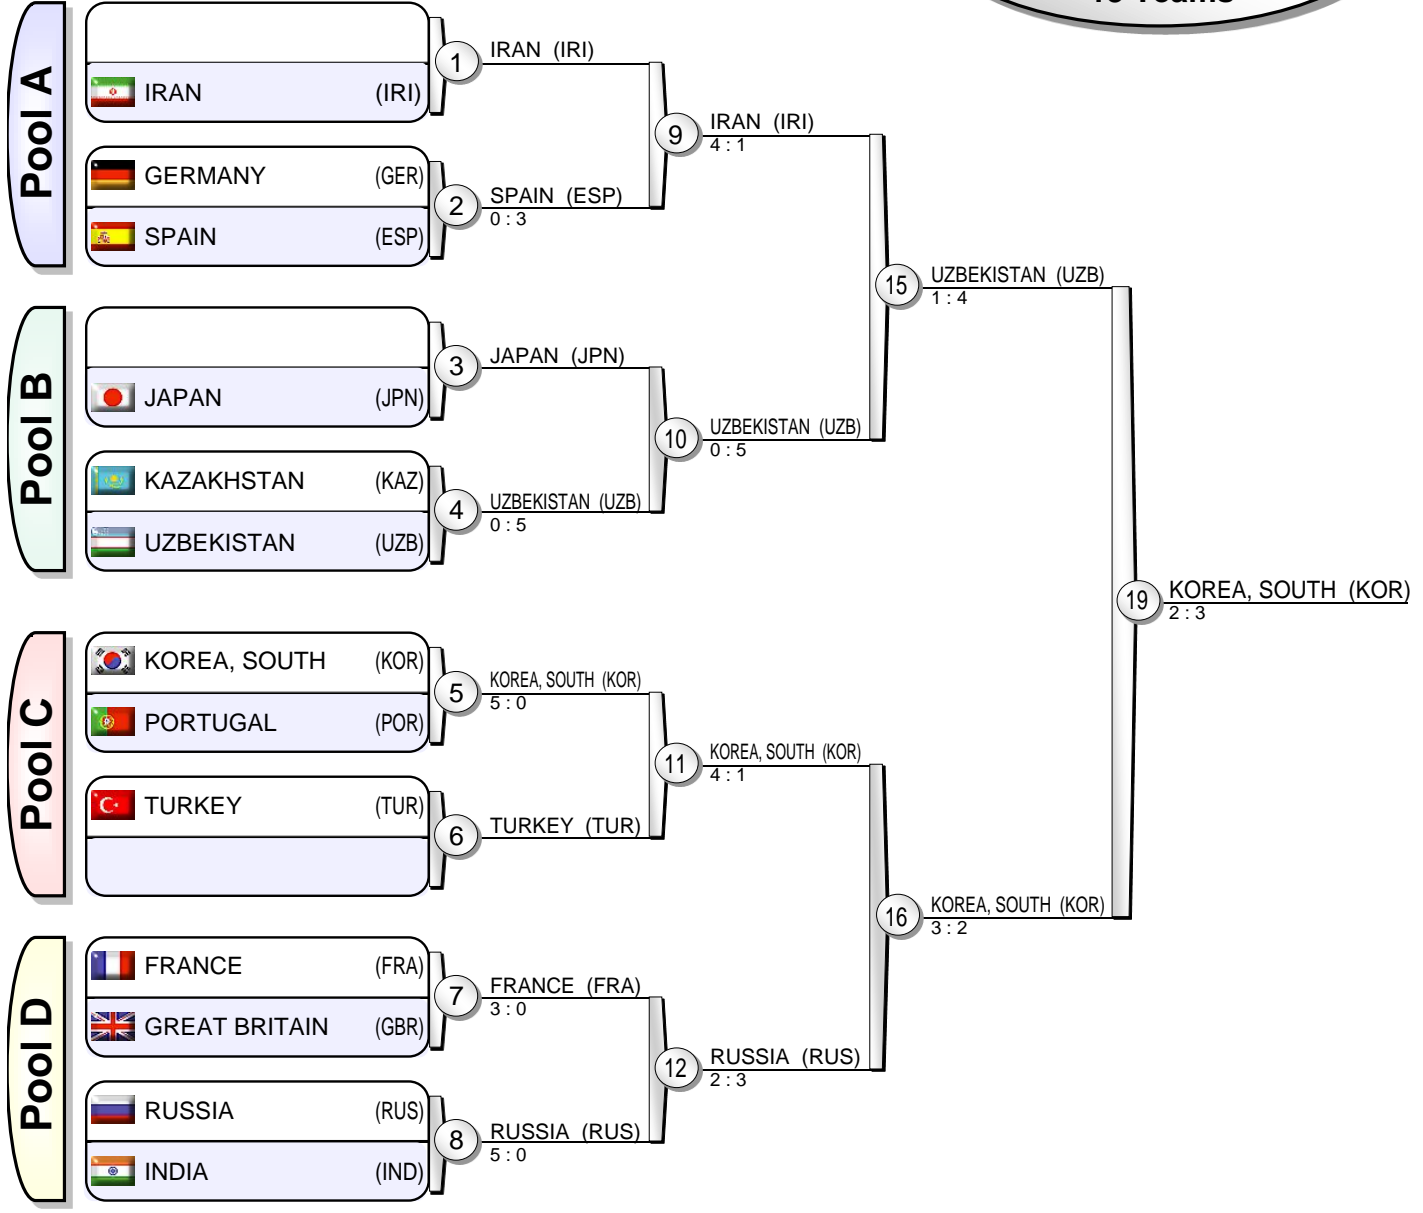 Pool A
IRAN (IRI)
GERMANY (GER)
SPAIN (ESP)
1
IRAN (IRI)
2
SPAIN (ESP)
0 : 3
9
IRAN (IRI)
4 : 1
Pool B
JAPAN (JPN)
KAZAKHSTAN (KAZ)
UZBEKISTAN (UZB)
3
JAPAN (JPN)
4
UZBEKISTAN (UZB)
0 : 5
10
UZBEKISTAN (UZB)
0 : 5
15
UZBEKISTAN (UZB)
1 : 4
Pool C
KOREA, SOUTH (KOR)
PORTUGAL (POR)
TURKEY (TUR)
5
KOREA, SOUTH (KOR)
5 : 0
6
TURKEY (TUR)
11
KOREA, SOUTH (KOR)
4 : 1
Pool D
FRANCE (FRA)
GREAT BRITAIN (GBR)
RUSSIA (RUS)
INDIA (IND)
7
FRANCE (FRA)
3 : 0
8
RUSSIA (RUS)
5 : 0
12
RUSSIA (RUS)
2 : 3
16
KOREA, SOUTH (KOR)
3 : 2
19
KOREA, SOUTH (KOR)
2 : 3